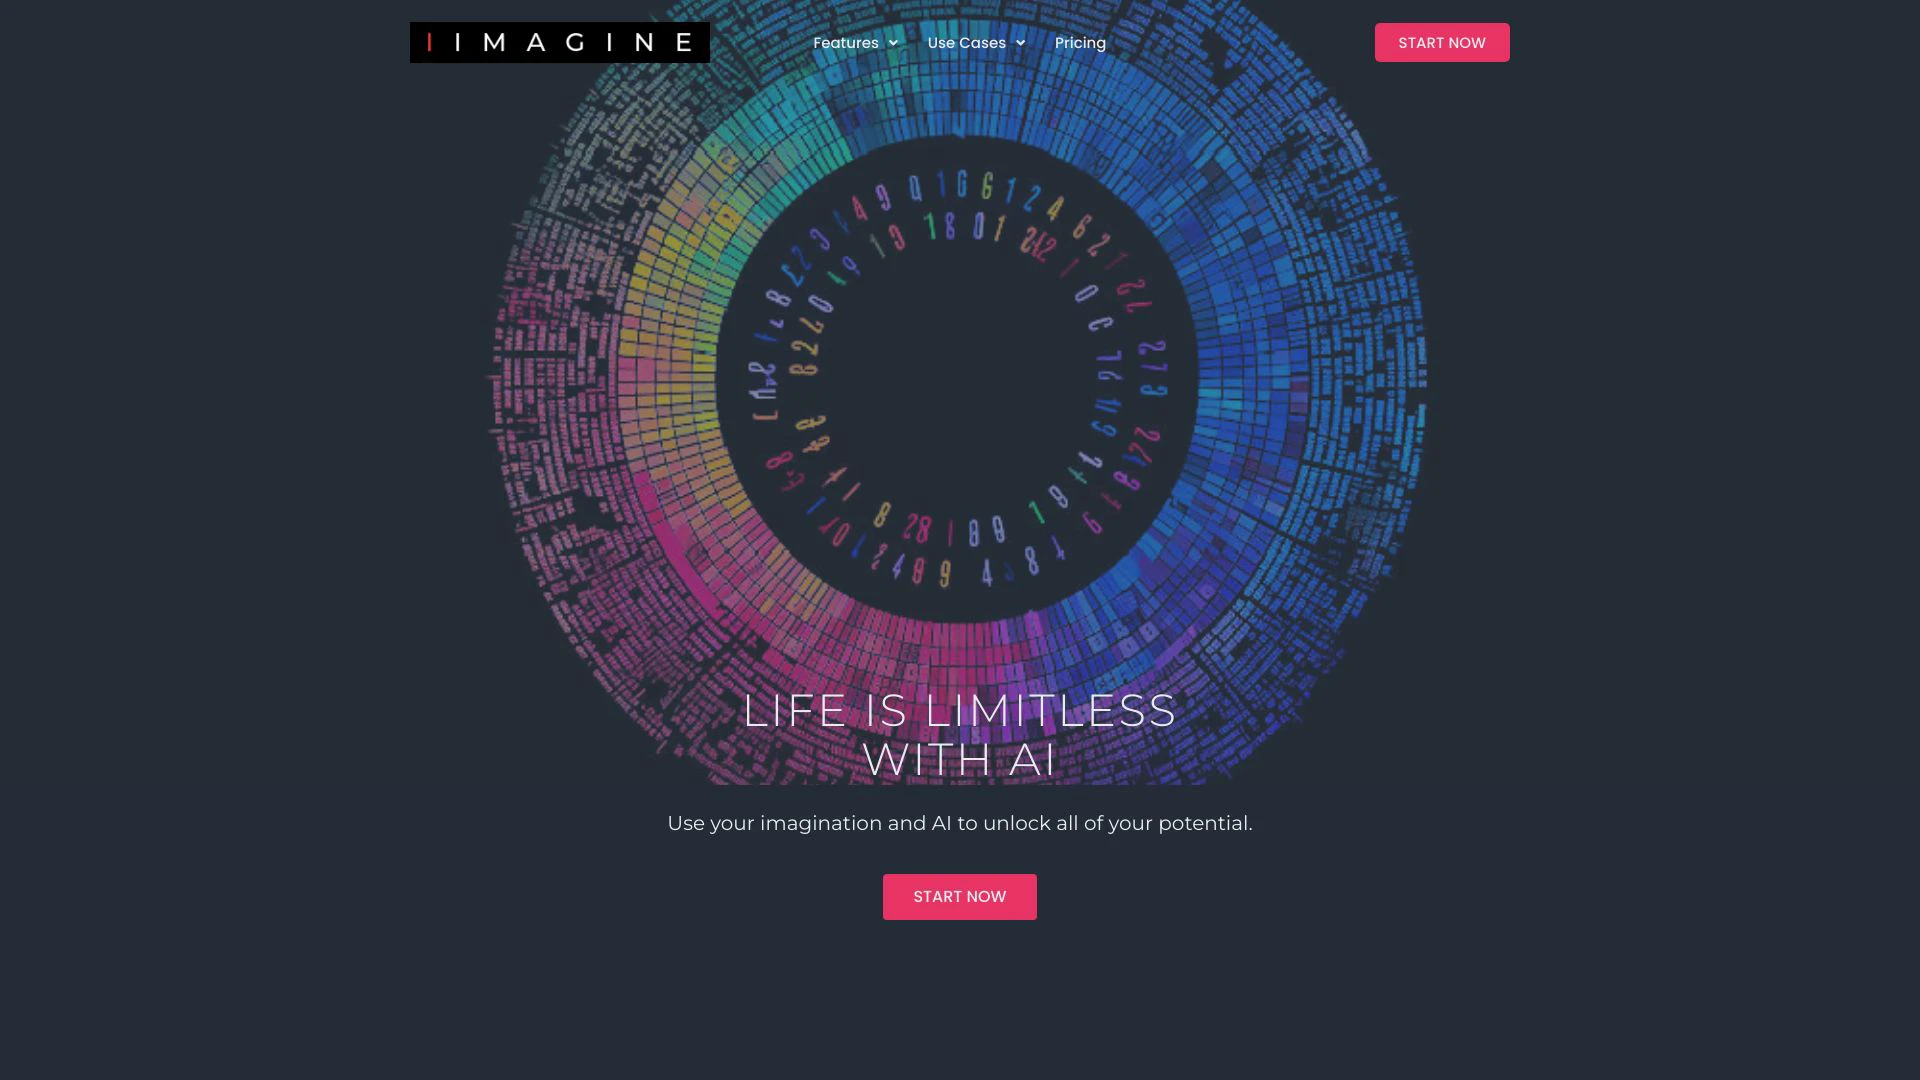 IIMAGINE
Features
Use Cases
Pricing
START NOW
LIFE IS LIMITLESS
WITH AI
Use your imagination and AI to unlock all of your potential.
START NOW